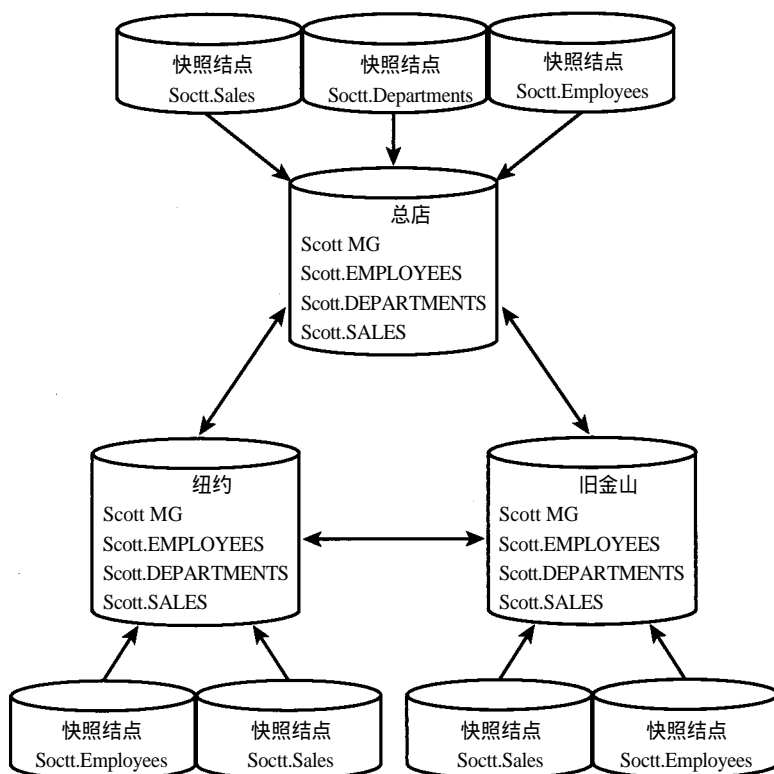 快照结点
Soctt.Sales
快照结点
Soctt.Departments
快照结点
Soctt.Employees
总店
Scott MG
Scott.EMPLOYEES
Scott.DEPARTMENTS
Scott.SALES
纽约
Scott MG
Scott.EMPLOYEES
Scott.DEPARTMENTS
Scott.SALES
旧金山
Scott MG
Scott.EMPLOYEES
Scott.DEPARTMENTS
Scott.SALES
快照结点
Soctt.Employees
快照结点
Soctt.Sales
快照结点
Soctt.Sales
快照结点
Soctt.Employees